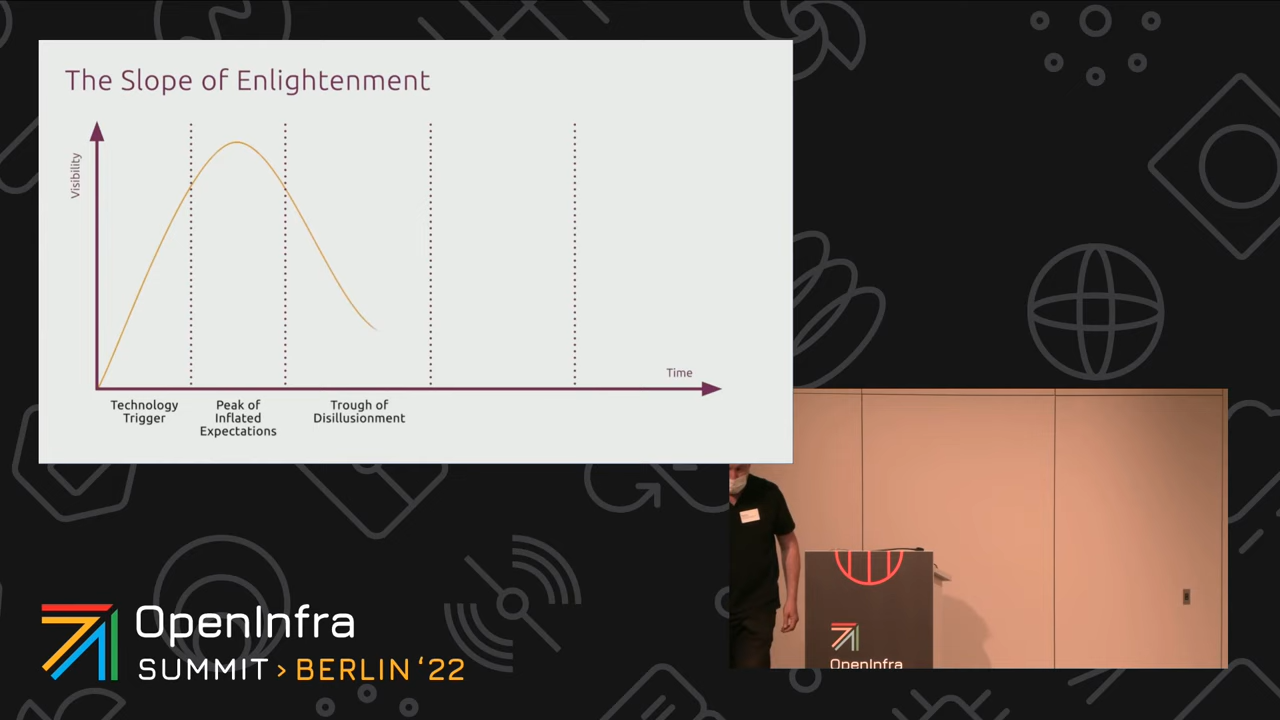 The Slope of Enlightenment
Visibility
Time
Technology
Trigger
Peak of
Inflated
Expectations
Trough of
Disillusionment
OpenInfra
SUMMIT > BERLIN '22
OpenInfra